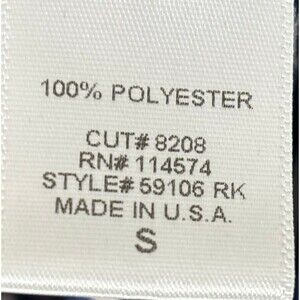 100% POLYESTER
CUT# 8208
RN# 114574
STYLE# 59106 RK
MADE IN U.S.A.
S